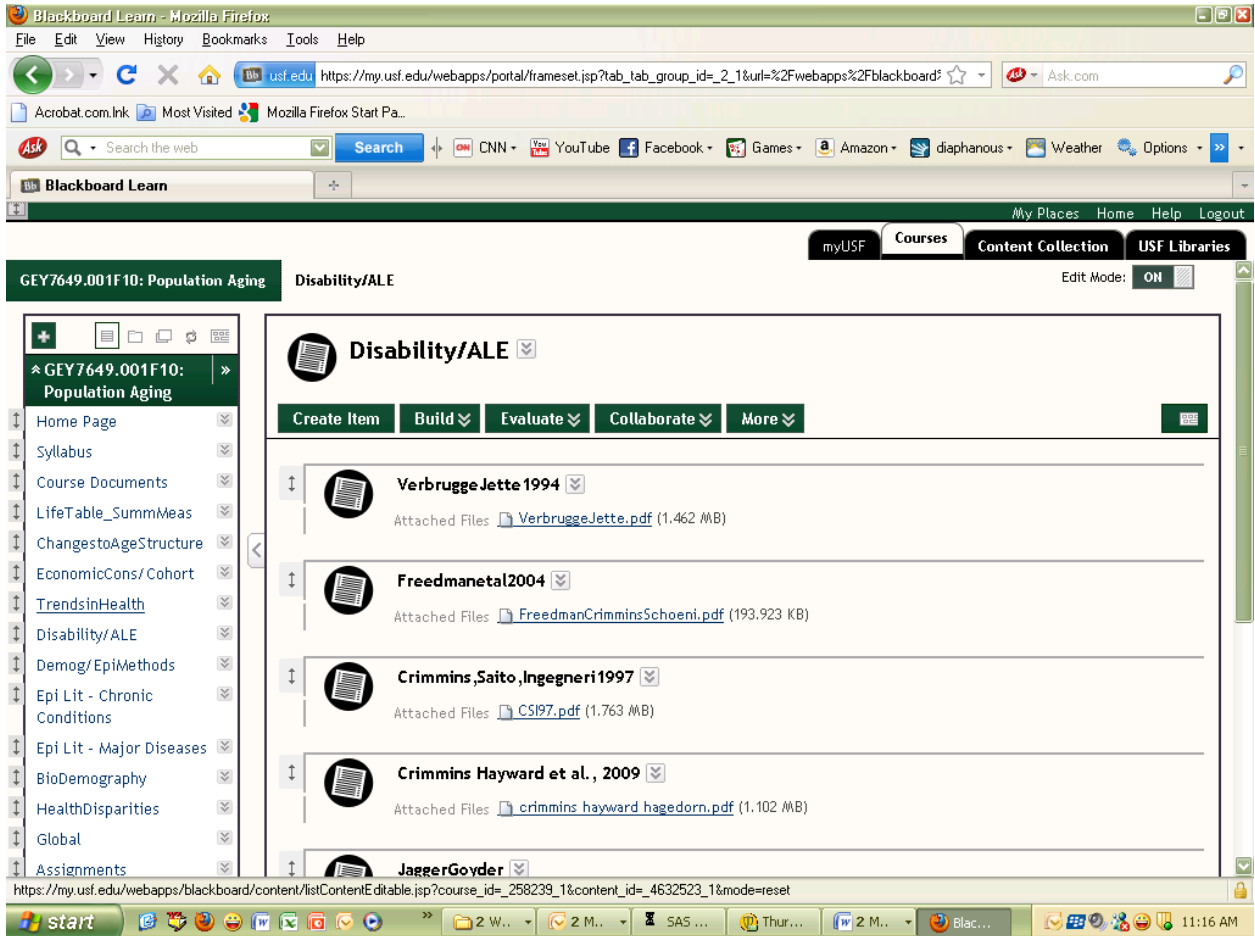 Blackboard Learn - Mozilla Firefox
File Edit View History Bookmarks Tools Help
Bb usf.edu https://my.usf.edu/webapps/portal/frameset.jsp?tab_tab_group_id=_2_1&url=%2Fwebapps%2Fblackboard% Ask.com
Acrobat.com.lnk Most Visited Mozilla Firefox Start Pa...
Ask Search the web Search CNN YouTube Facebook Games Amazon diaphanous Weather Options »
Bb Blackboard Learn
My Places Home Help Logout
myUSF Courses Content Collection USF Libraries
GEY7649.001F10: Population Aging Disability/ALE Edit Mode: ON
GEY7649.001F10:
Population Aging
Home Page
Syllabus
Course Documents
LifeTable_SummMeas
ChangestoAgeStructure
EconomicCons/Cohort
TrendsinHealth
Disability/ALE
Demog/EpiMethods
Epi Lit - Chronic
Conditions
Epi Lit - Major Diseases
BioDemography
HealthDisparities
Global
Assignments
Disability/ALE
Create Item Build Evaluate Collaborate More
VerbruggeJette1994
Attached Files VerbruggeJette.pdf (1.462 MB)
Freedmanetal2004
Attached Files FreedmanCrimminsSchoeni.pdf (193.923 KB)
Crimmins,Saito,Ingegneri1997
Attached Files CSI97.pdf (1.763 MB)
Crimmins Hayward et al., 2009
Attached Files crimmins hayward hagedorn.pdf (1.102 MB)
JaggerGoyder
https://my.usf.edu/webapps/blackboard/content/listContentEditable.jsp?course_id=_258239_1&content_id=_4632523_1&mode=reset
start » 2 W... 2 M... SAS ... Thur... 2 M... Blac... 11:16 AM